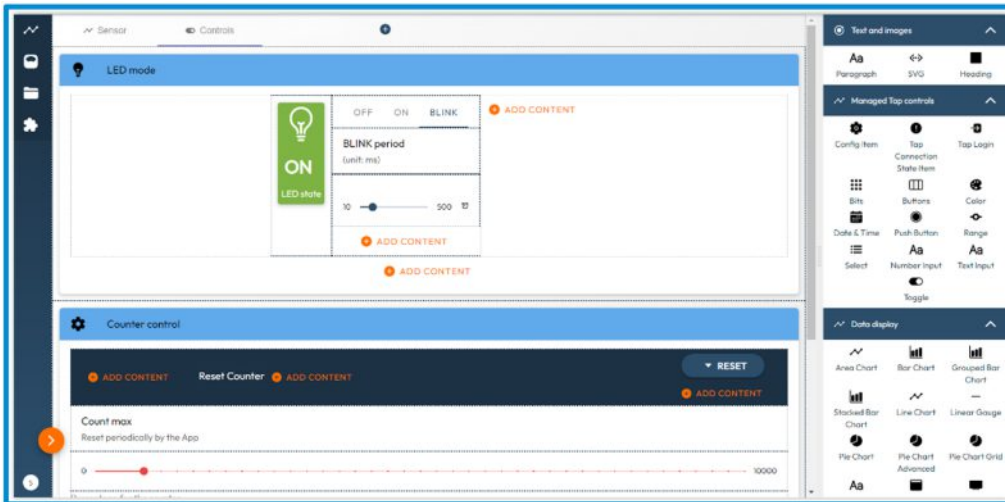 Sensor
Controls
LED mode
ON
LED state
OFF ON BLINK
BLINK period
(unit: ms)
10 500
ADD CONTENT
ADD CONTENT
ADD CONTENT
Counter control
ADD CONTENT
Reset Counter
ADD CONTENT
RESET
ADD CONTENT
Count max
Reset periodically by the App
0 10000
S
Text and images
Paragraph SVG Heading
Managed Tap controls
Config Item
Tap Connection State Item
Tap Login
Bits Buttons Color
Date & Time Push Button Range
Select Number Input Text Input
Toggle
Data display
Area Chart
Bar Chart
Grouped Bar Chart
Stacked Bar Chart
Line Chart
Linear Gauge
Pie Chart
Pie Chart Advanced
Pie Chart Grid